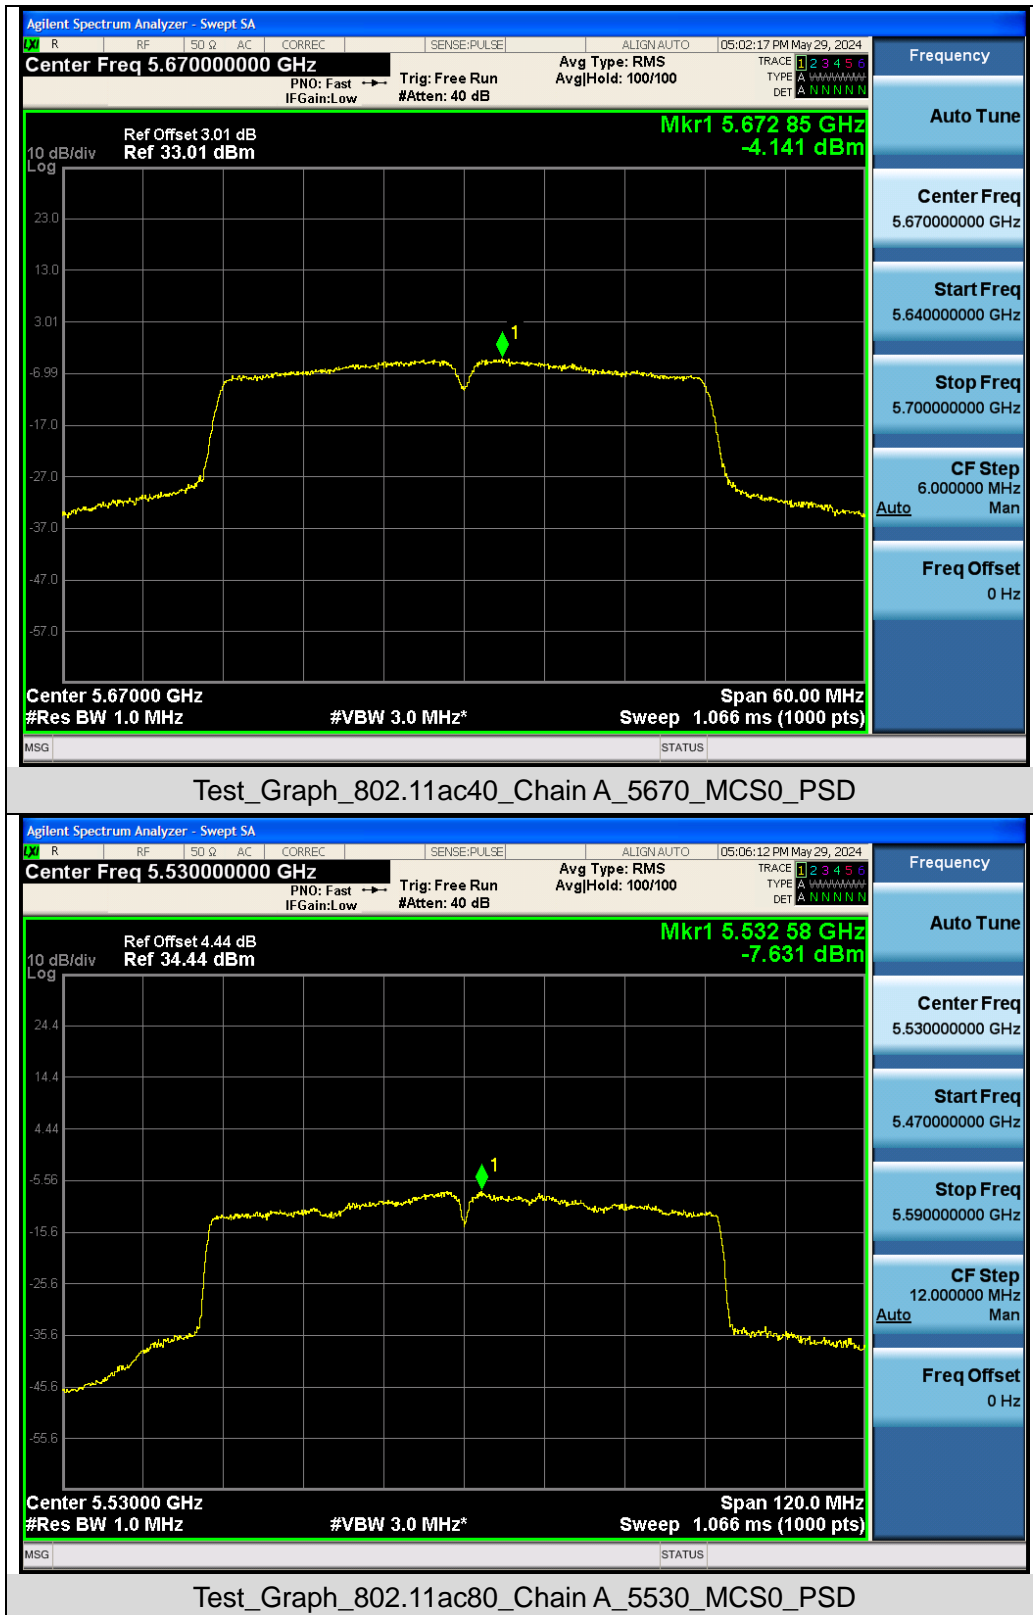 Agilent Spectrum Analyzer - Swept SA
LXI R RF 50 Ω AC CORREC SENSE:PULSE ALIGN AUTO 05:02:17 PM May 29, 2024
Center Freq 5.670000000 GHz
PNO: Fast
IFGain:Low
Trig: Free Run
#Atten: 40 dB
Avg Type: RMS
Avg|Hold: 100/100
TRACE 1 2 3 4 5 6
TYPE A
DET A N N N N N
Frequency
Auto Tune
Center Freq
5.670000000 GHz
Start Freq
5.640000000 GHz
Stop Freq
5.700000000 GHz
CF Step
6.000000 MHz
Auto Man
Freq Offset
0 Hz
Mkr1 5.672 85 GHz
-4.141 dBm
Ref Offset 3.01 dB
10 dB/div Ref 33.01 dBm
Log
23.0
13.0
3.01
-6.99
-17.0
-27.0
-37.0
-47.0
-57.0
1
Center 5.67000 GHz Span 60.00 MHz
#Res BW 1.0 MHz #VBW 3.0 MHz* Sweep 1.066 ms (1000 pts)
MSG STATUS
Test_Graph_802.11ac40_Chain A_5670_MCS0_PSD
Agilent Spectrum Analyzer - Swept SA
LXI R RF 50 Ω AC CORREC SENSE:PULSE ALIGN AUTO 05:06:12 PM May 29, 2024
Center Freq 5.530000000 GHz
PNO: Fast
IFGain:Low
Trig: Free Run
#Atten: 40 dB
Avg Type: RMS
Avg|Hold: 100/100
TRACE 1 2 3 4 5 6
TYPE A
DET A N N N N N
Frequency
Auto Tune
Center Freq
5.530000000 GHz
Start Freq
5.470000000 GHz
Stop Freq
5.590000000 GHz
CF Step
12.000000 MHz
Auto Man
Freq Offset
0 Hz
Mkr1 5.532 58 GHz
-7.631 dBm
Ref Offset 4.44 dB
10 dB/div Ref 34.44 dBm
Log
24.4
14.4
4.44
-5.56
-15.6
-25.6
-35.6
-45.6
-55.6
1
Center 5.53000 GHz Span 120.0 MHz
#Res BW 1.0 MHz #VBW 3.0 MHz* Sweep 1.066 ms (1000 pts)
MSG STATUS
Test_Graph_802.11ac80_Chain A_5530_MCS0_PSD